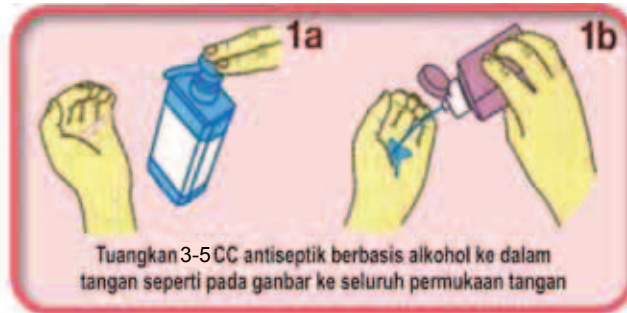 1a
1b
Tuangkan 3-5 CC antiseptik berbasis alkohol ke dalam
tangan seperti pada ganbar ke seluruh permukaan tangan